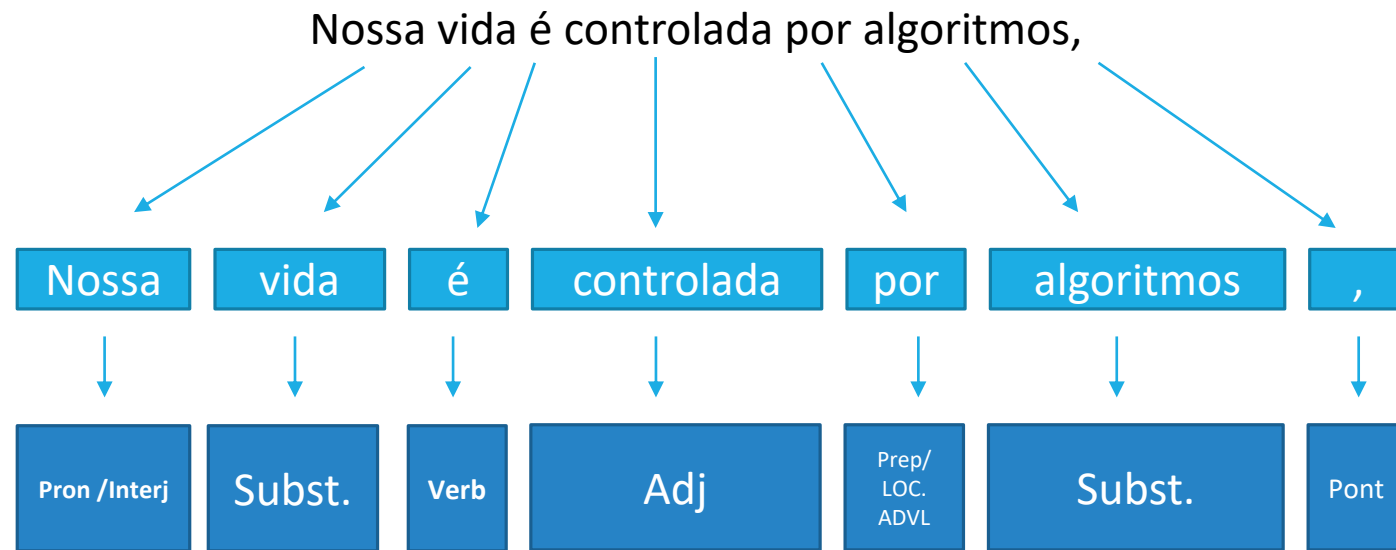 Nossa vida é controlada por algoritmos,
Nossa vida é controlada por algoritmos ,
Pron /Interj Subst. Verb Adj Prep/ LOC. ADVL Subst. Pont